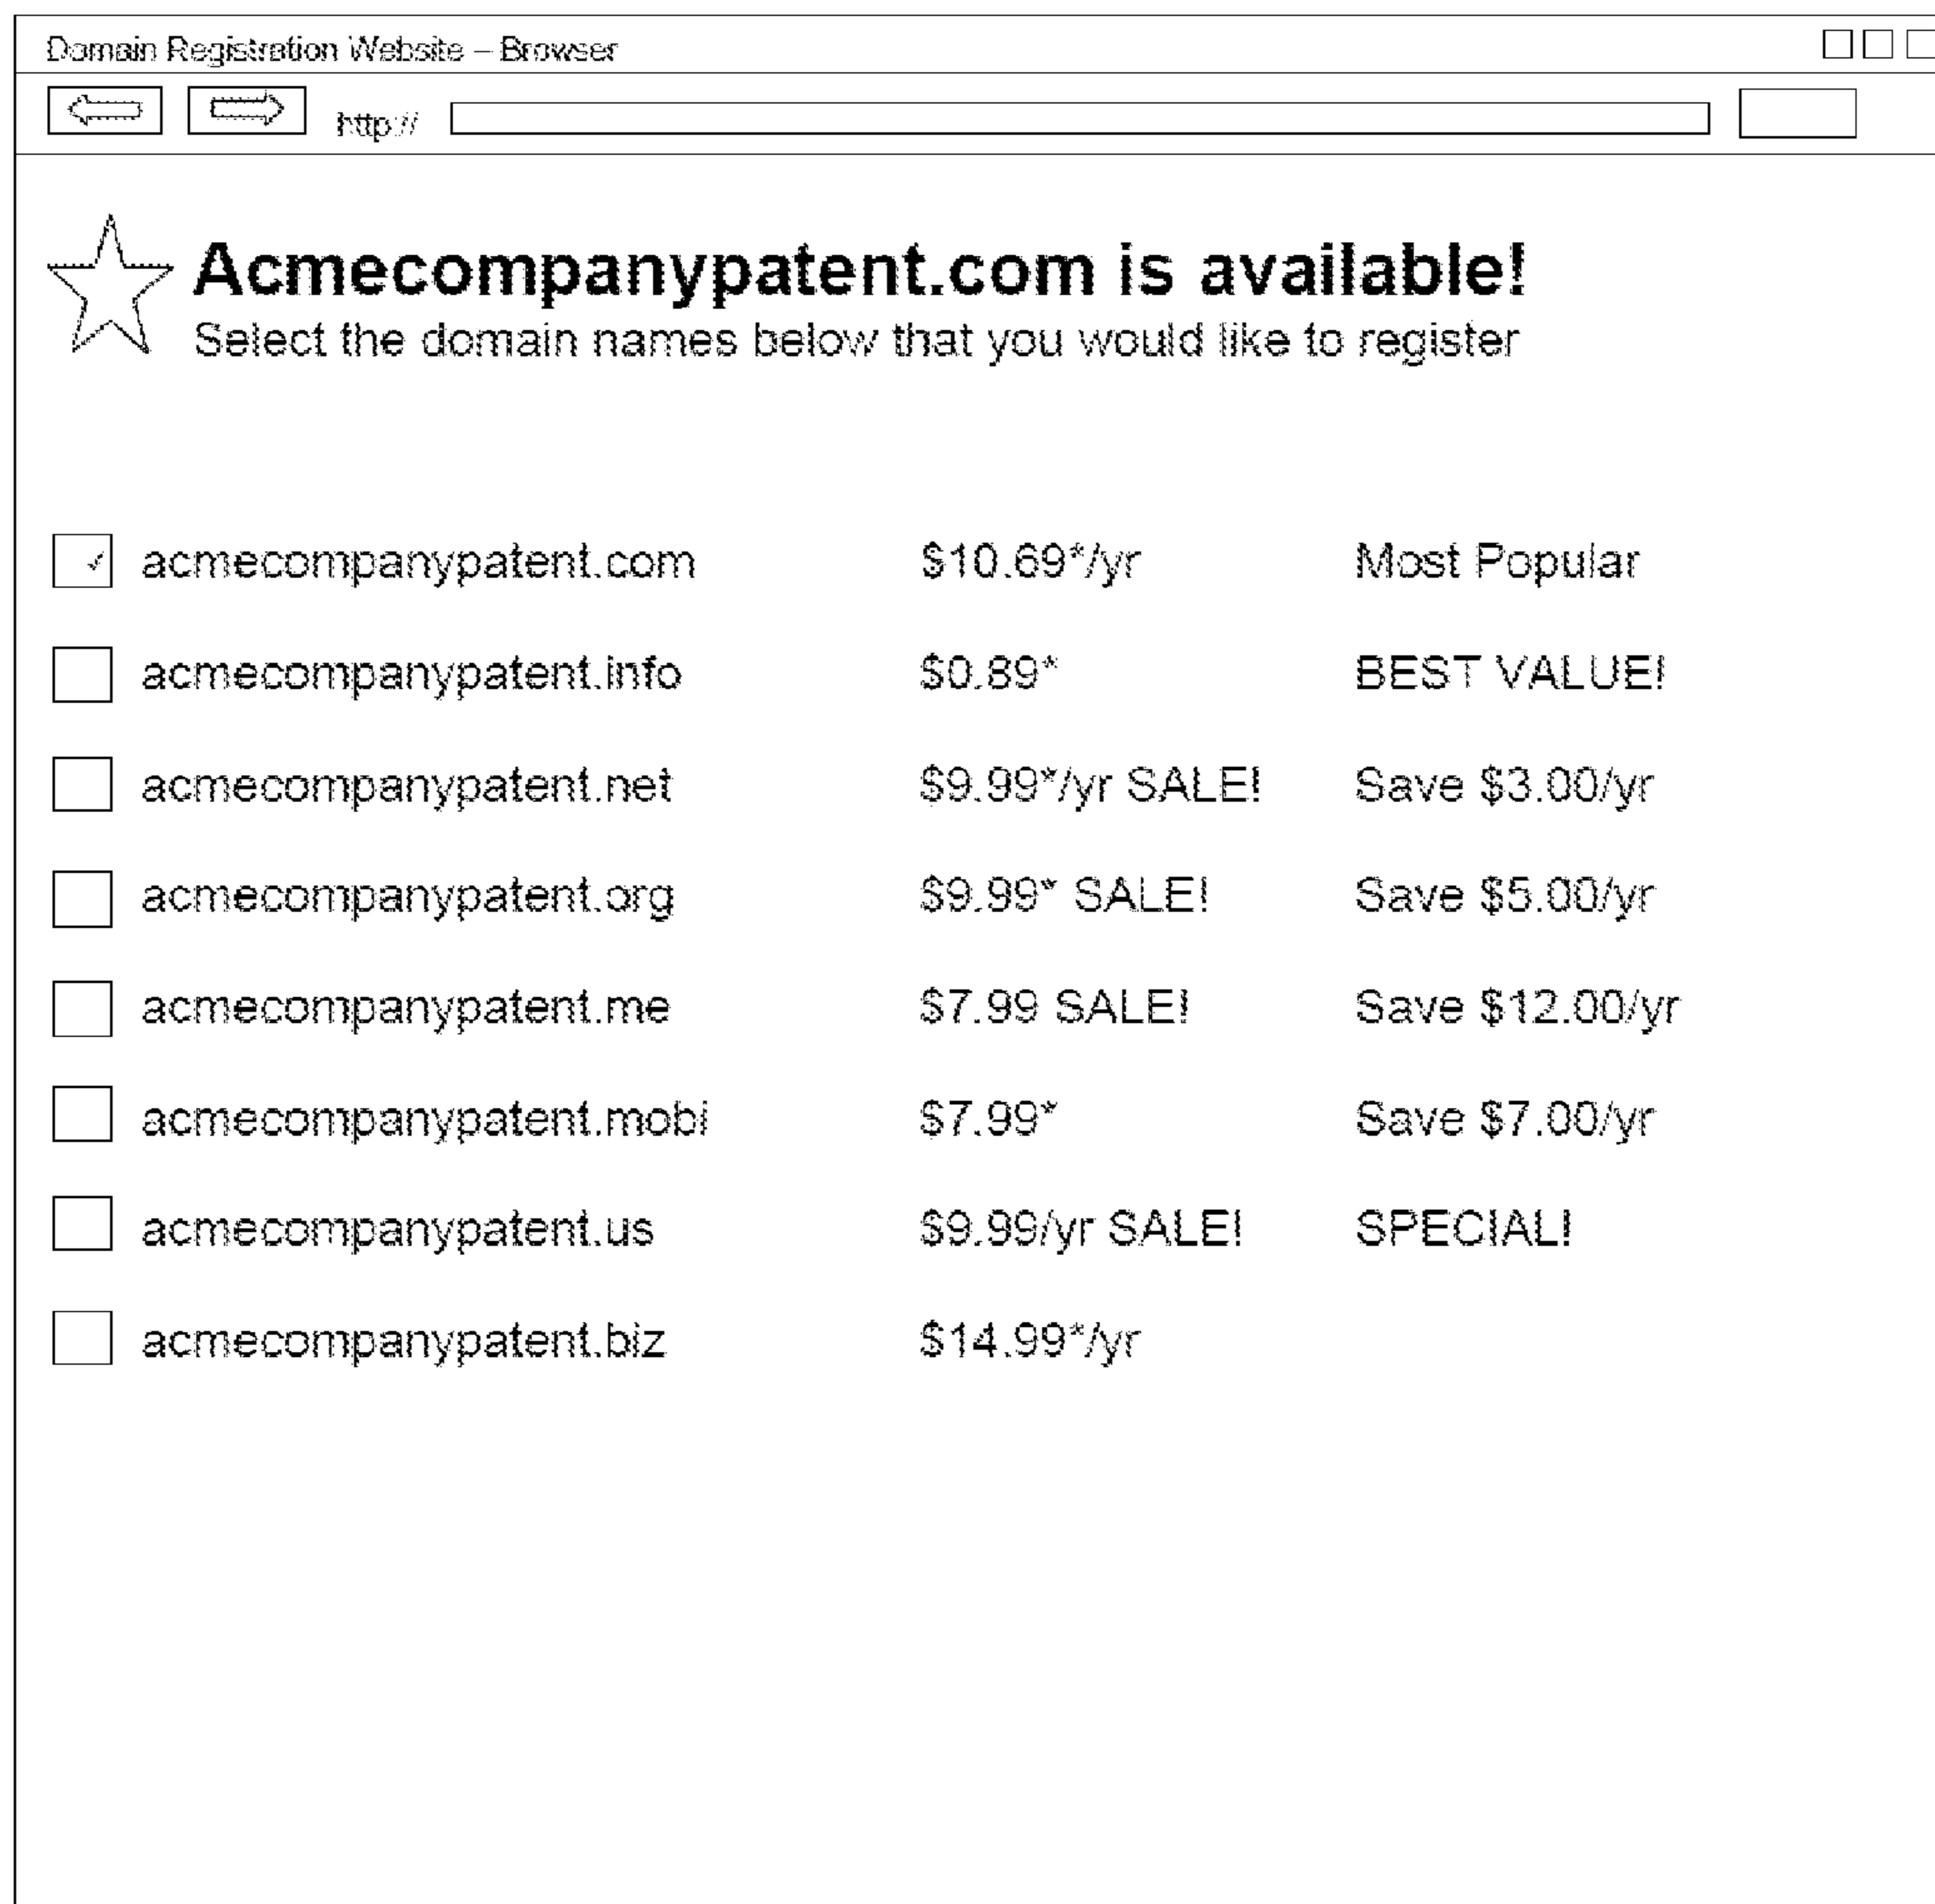 Domain Registration Website – Browser
http://
Acmecompanypatent.com is available!
Select the domain names below that you would like to register
acmecompanypatent.com $10.69*/yr Most Popular
acmecompanypatent.info $0.89* BEST VALUE!
acmecompanypatent.net $9.99*/yr SALE! Save $3.00/yr
acmecompanypatent.org $9.99* SALE! Save $5.00/yr
acmecompanypatent.me $7.99 SALE! Save $12.00/yr
acmecompanypatent.mobi $7.99* Save $7.00/yr
acmecompanypatent.us $9.99/yr SALE! SPECIAL!
acmecompanypatent.biz $14.99*/yr